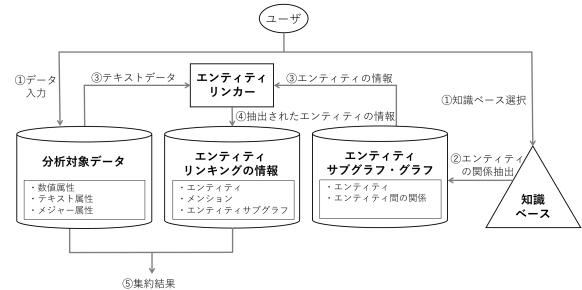 ユーザ
①データ
入力
③テキストデータ
エンティティ
リンカー
③エンティティの情報
①知識ベース選択
④抽出されたエンティティの情報
分析対象データ
・数値属性
・テキスト属性
・メジャー属性
エンティティ
リンキングの情報
・エンティティ
・メンション
・エンティティサブグラフ
エンティティ
サブグラフ・グラフ
・エンティティ
・エンティティ間の関係
②エンティティ
の関係抽出
知識
ベース
⑤集約結果